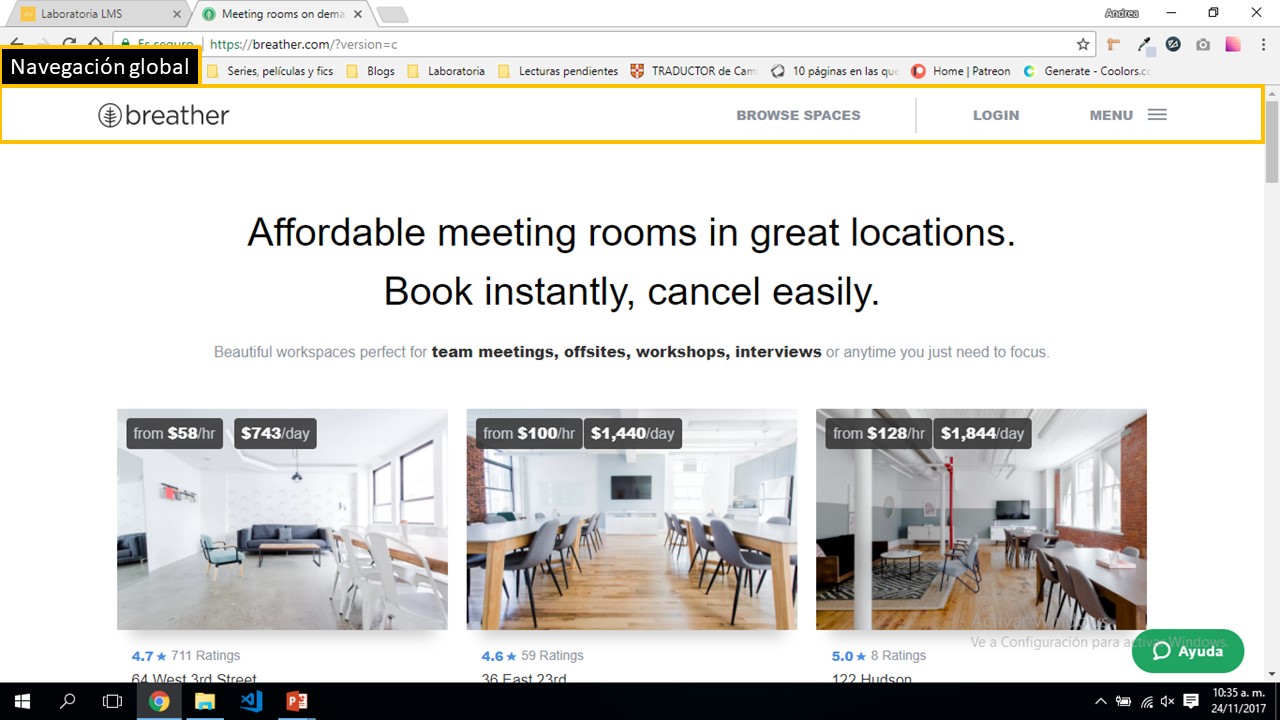 Laboratoria LMS
Meeting rooms on dema
Andrea
Es seguro
https://breather.com/?version=c
Navegación global
Series, películas y fics
Blogs
Laboratoria
Lecturas pendientes
TRADUCTOR de Cam
10 páginas en las que
Home | Patreon
Generate - Coolors.co
breather
BROWSE SPACES
LOGIN
MENU
Affordable meeting rooms in great locations.
Book instantly, cancel easily.
Beautiful workspaces perfect for team meetings, offsites, workshops, interviews or anytime you just need to focus.
from $58/hr $743/day
from $100/hr $1,440/day
from $128/hr $1,844/day
Activar Windows
Ve a Configuración para activar Windows.
Ayuda
4.7 ★ 711 Ratings
4.6 ★ 59 Ratings
5.0 ★ 8 Ratings
64 West 3rd Street
36 East 23rd
122 Hudson
10:35 a. m.
24/11/2017